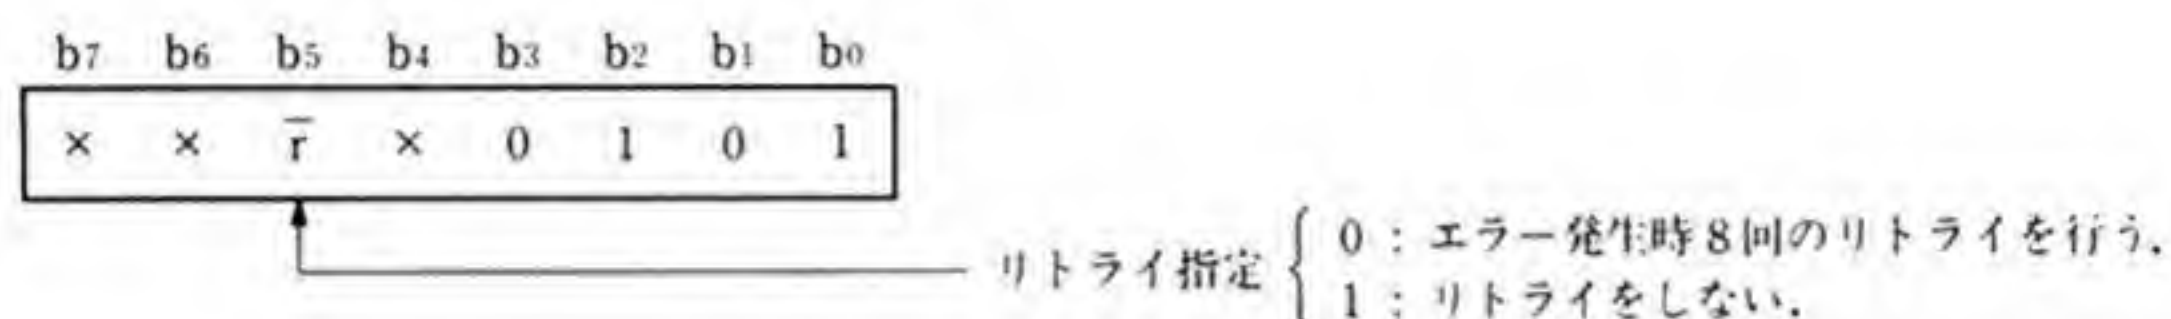 b7 b6 b5 b4 b3 b2 b1 b0
× × r̅ × 0 1 0 1
リトライ指定
0 : エラー発生時8回のリトライを行う.
1 : リトライをしない.